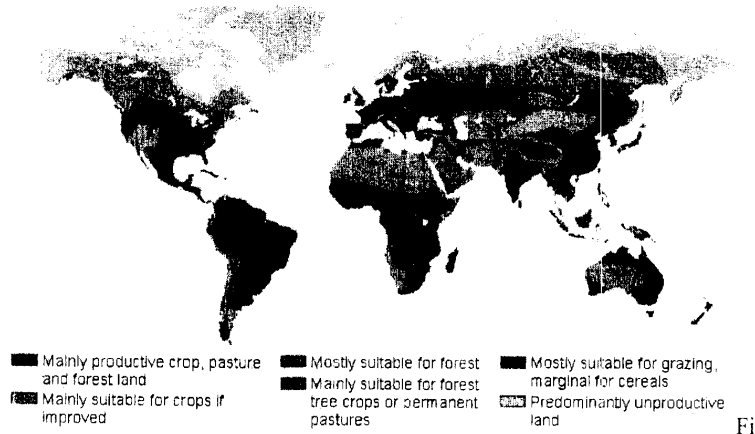 Mainly productive crop, pasture
and forest land
Mainly suitable for crops if
improved
Mostly suitable for forest
Mainly suitable for forest
tree crops or permanent
pastures
Mostly suitable for grazing,
marginal for cereals
Predominantly unproductive
land
Fi